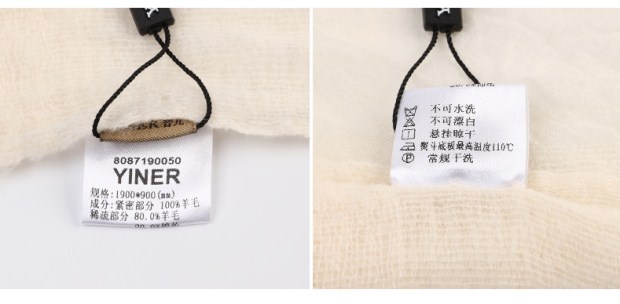 8087190050
YINER
规格:1900*900(mm)
成分:紧密部分 100%羊毛
稀疏部分 80.0%羊毛
不可水洗
不可漂白
悬挂晾干
熨斗底板最高温度110℃
常规干洗